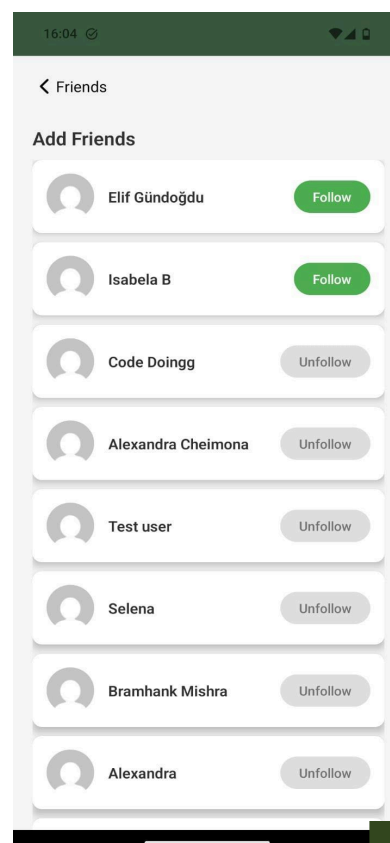 16:04
Friends
Add Friends
Elif Gündoğdu Follow
Isabela B Follow
Code Doingg Unfollow
Alexandra Cheimona Unfollow
Test user Unfollow
Selena Unfollow
Bramhank Mishra Unfollow
Alexandra Unfollow